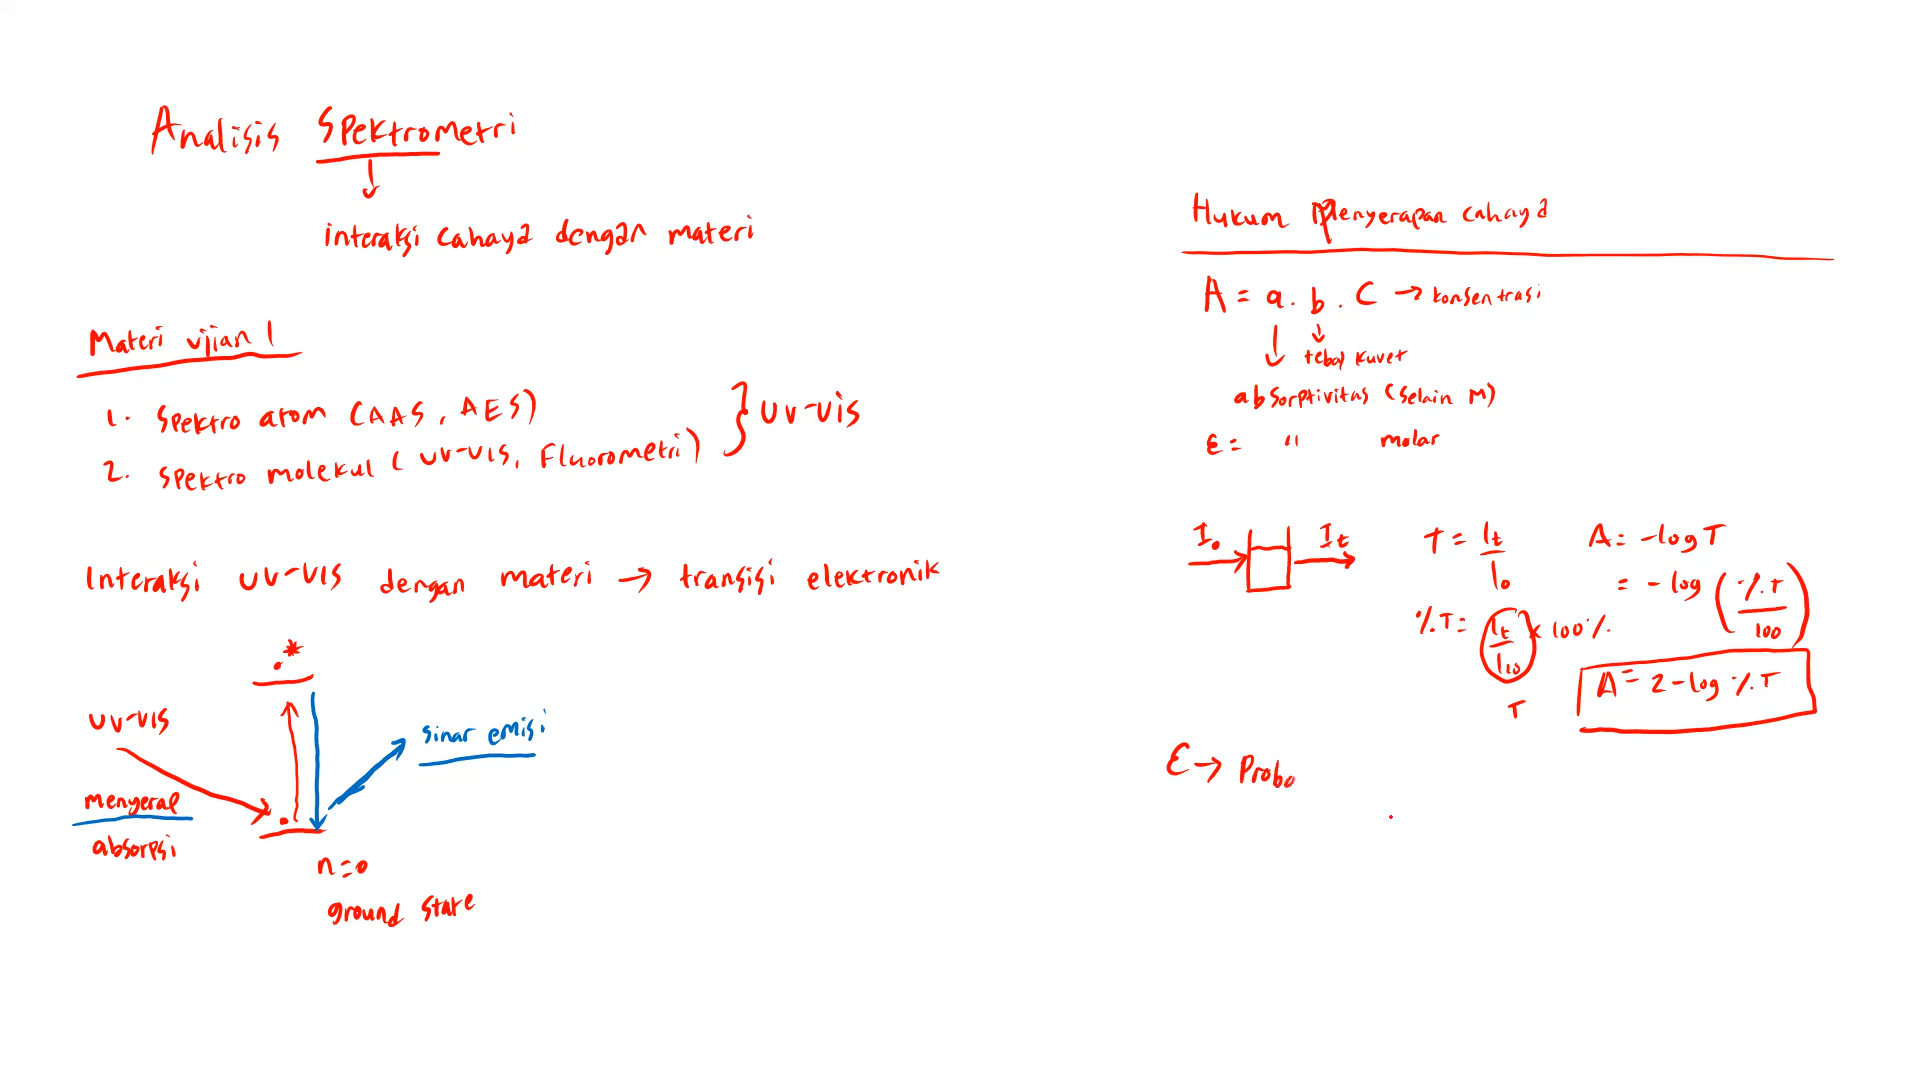 Analisis Spektrometri
interaksi cahaya dengan materi
Materi ujian 1
1. Spektro atom (AAS, AES)
2. Spektro molekul (UV-VIS, Fluorometri)
} UV-Vis
Interaksi UV-VIS dengan materi → transisi elektronik
.*
UV-VIS
sinar emisi
menyerap
absorpsi
n=0
ground state
Hukum Penyerapan cahaya
A = a . b . C → konsentrasi
tebal kuvet
absorptivitas (selain M)
ε = " molar
I₀ Iₜ
T = Iₜ/I₀
%T = Iₜ/I₀ x 100%
T
A = -log T
= -log (%T/100)
A = 2 - log %T
ε → Probo